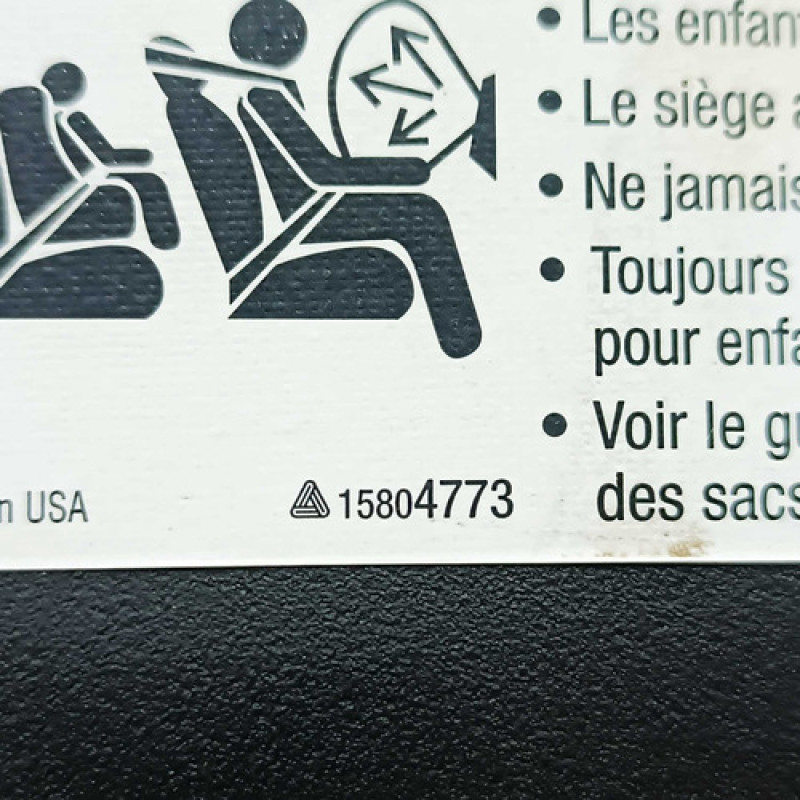 • Les enfan
• Le siège a
• Ne jamais
• Toujours
pour enfa
• Voir le gu
des sacs
n USA
15804773